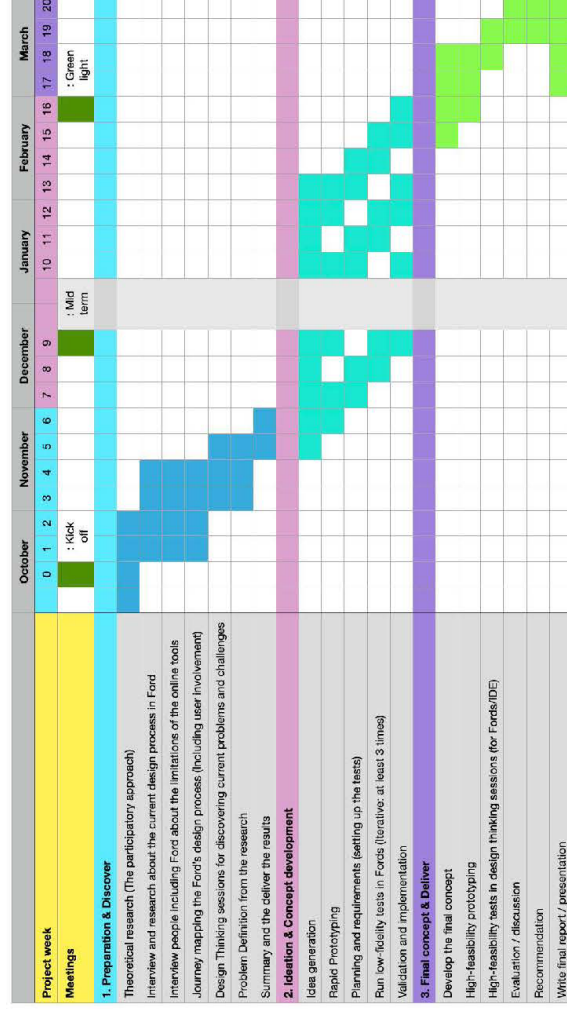 October November December January February March
Project week 0 1 2 3 4 5 6 7 8 9 10 11 12 13 14 15 16 17 18 19 20
Meetings : Kick off : Mid term : Green light
1. Preparation & Discover
Theoretical research (The participatory approach)
Interview and research about the current design process in Ford
Interview people including Ford about the limitations of the online tools
Journey mapping the Ford's design process (Including user involvement)
Design Thinking sessions for discovering current problems and challenges
Problem Definition from the research
Summary and the deliver the results
2. Ideation & Concept development
Idea generation
Rapid Prototyping
Planning and requirements (setting up the tests)
Run low-fidelity tests in Fords (Iterative: at least 3 times)
Validation and implementation
3. Final concept & Deliver
Develop the final concept
High-feasibility prototyping
High-feasibility tests in design thinking sessions (for Fords/IDE)
Evaluation / discussion
Recommendation
Write final report / presentation